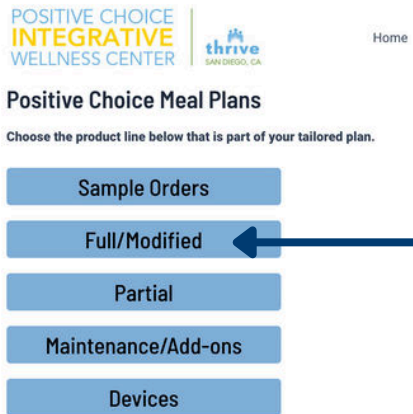 POSITIVE CHOICE
INTEGRATIVE
WELLNESS CENTER
thrive
SAN DIEGO, CA
Home
Positive Choice Meal Plans
Choose the product line below that is part of your tailored plan.
Sample Orders
Full/Modified
Partial
Maintenance/Add-ons
Devices